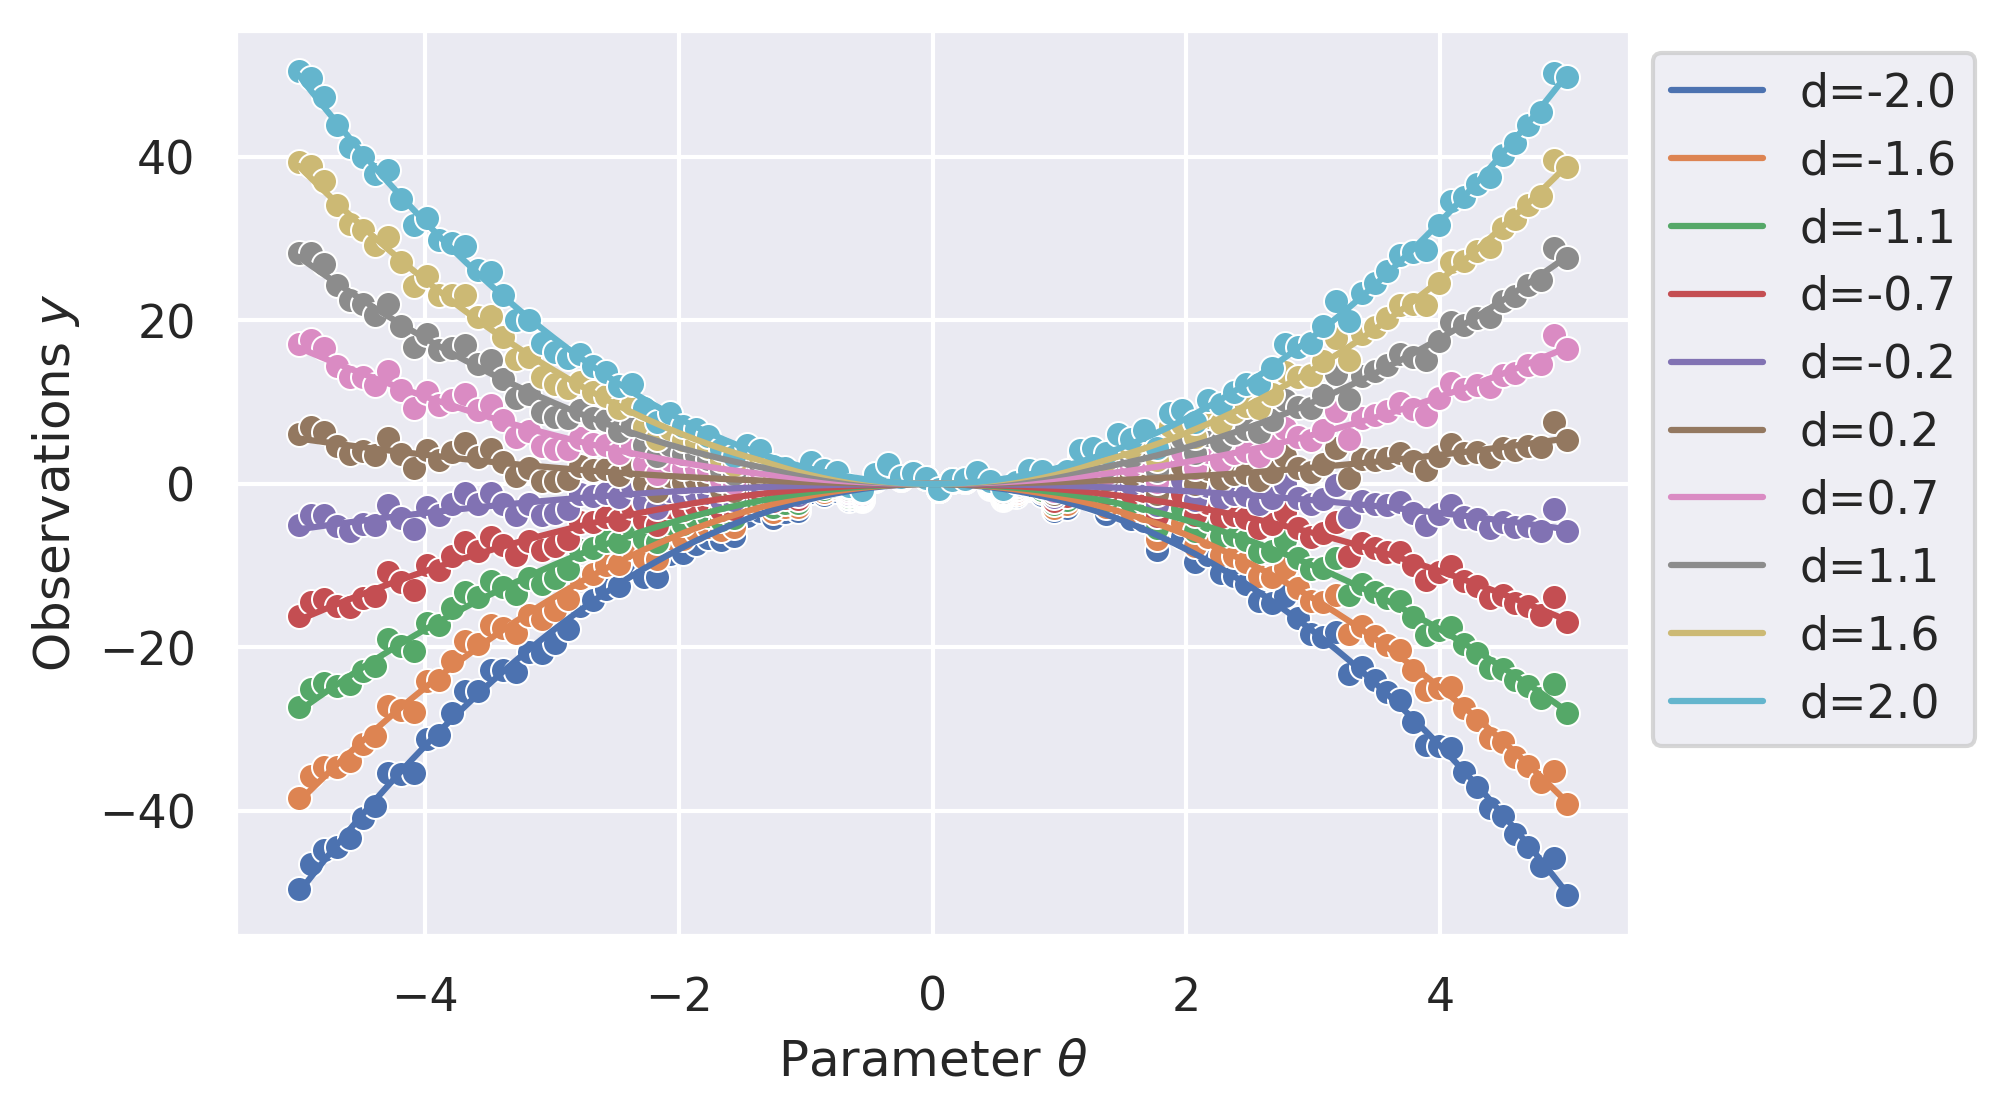 40
20
0
−20
−40
Observations y
−4 −2 0 2 4
Parameter θ
d=-2.0
d=-1.6
d=-1.1
d=-0.7
d=-0.2
d=0.2
d=0.7
d=1.1
d=1.6
d=2.0